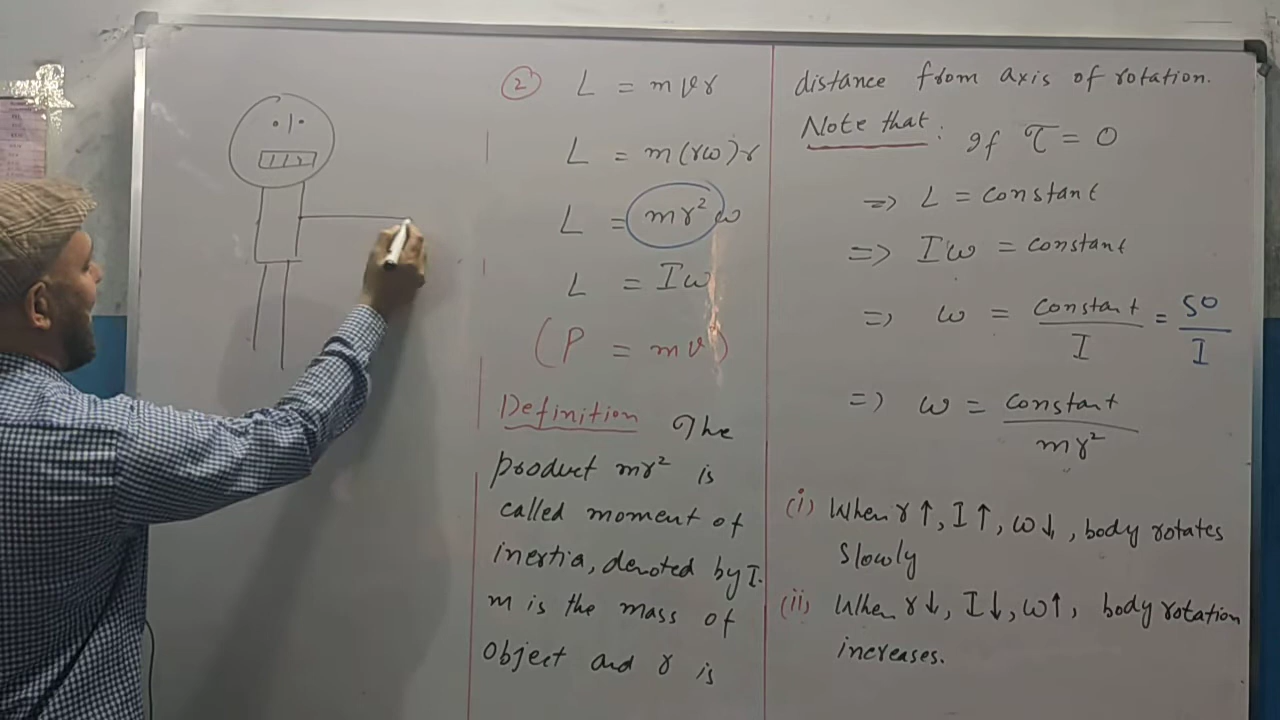 ② L = mvr
L = m(rω)r
L = mr²ω
L = Iω
(P = mv)
Definition The
product mr² is
called moment of
inertia, denoted by I.
m is the mass of
object and r is
distance from axis of rotation.
Note that: If τ = 0
=> L = constant
=> Iω = constant
=> ω = constant/I = 50/I
=> ω = constant/mr²
(i) When r↑, I↑, ω↓, body rotates
slowly
(ii) When r↓, I↓, ω↑, body rotation
increases.